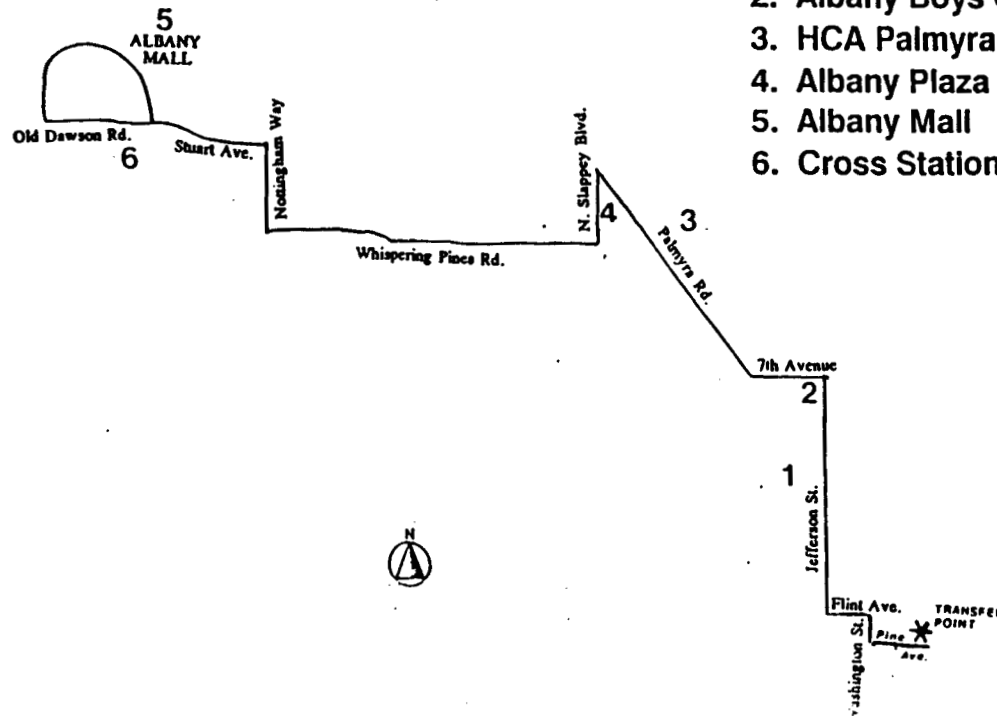 2. Albany Boys
3. HCA Palmyra
4. Albany Plaza
5. Albany Mall
6. Cross Station
5
ALBANY
MALL
Old Dawson Rd.
6
Stuart Ave.
Nottingham Way
Whispering Pines Rd.
N. Slappey Blvd.
4
3
Palmyra Rd.
7th Avenue
2
1
Jefferson St.
N
Flint Ave.
TRANSFE
POINT
Pine
Ave.
ashington St.